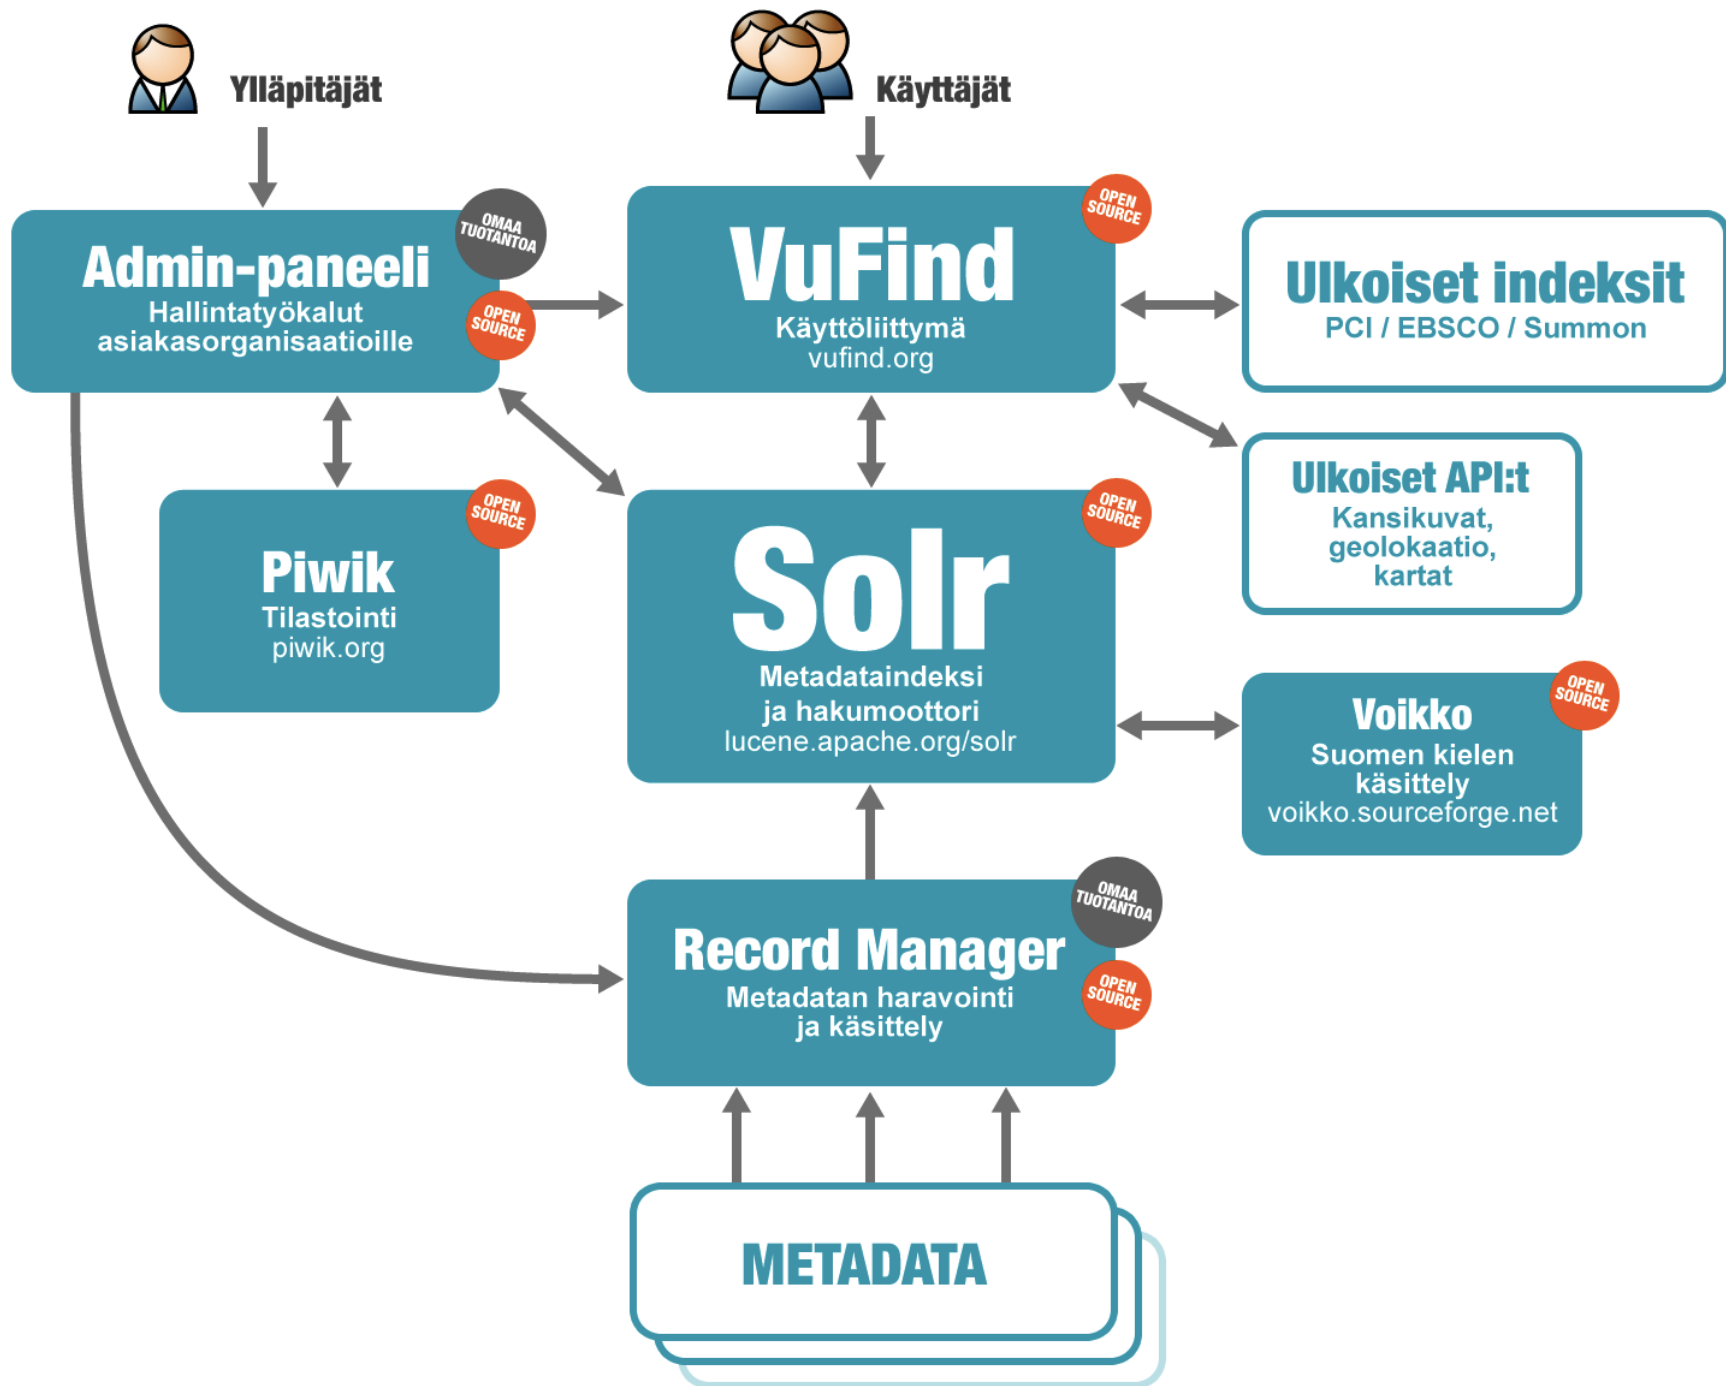 Ylläpitäjät
Käyttäjät
Admin-paneeli
Hallintatyökalut
asiakasorganisaatioille
OMAA
TUOTANTOA
OPEN
SOURCE
VuFind
Käyttöliittymä
vufind.org
OPEN
SOURCE
Ulkoiset indeksit
PCI / EBSCO / Summon
Ulkoiset API:t
Kansikuvat,
geolokaatio,
kartat
Piwik
Tilastointi
piwik.org
OPEN
SOURCE
Solr
Metadataindeksi
ja hakumoottori
lucene.apache.org/solr
OPEN
SOURCE
Voikko
Suomen kielen
käsittely
voikko.sourceforge.net
OPEN
SOURCE
Record Manager
Metadatan haravointi
ja käsittely
OMAA
TUOTANTOA
OPEN
SOURCE
METADATA